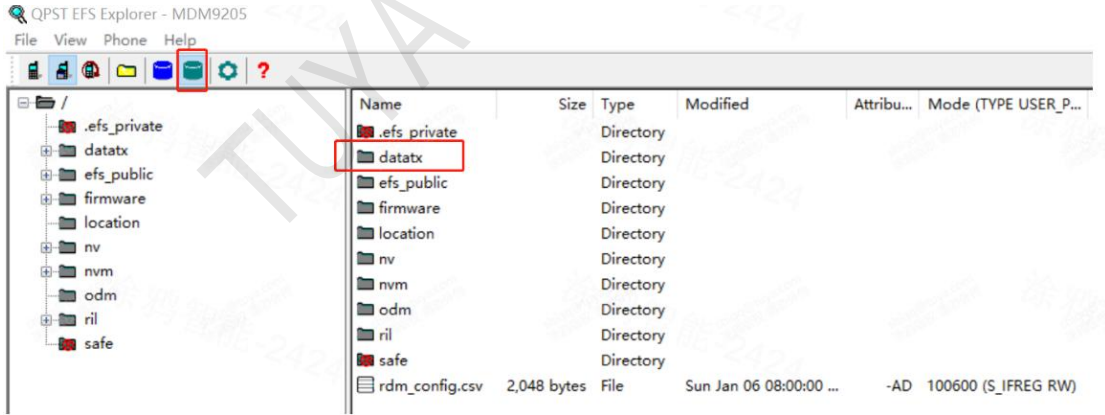 QPST EFS Explorer - MDM9205
File View Phone Help
?
/
.efs_private
datatx
efs_public
firmware
location
nv
nvm
odm
ril
safe
Name Size Type Modified Attribu... Mode (TYPE USER_P...
.efs_private Directory
datatx Directory
efs_public Directory
firmware Directory
location Directory
nv Directory
nvm Directory
odm Directory
ril Directory
safe Directory
rdm_config.csv 2,048 bytes File Sun Jan 06 08:00:00 ... -AD 100600 (S_IFREG RW)
TUYA